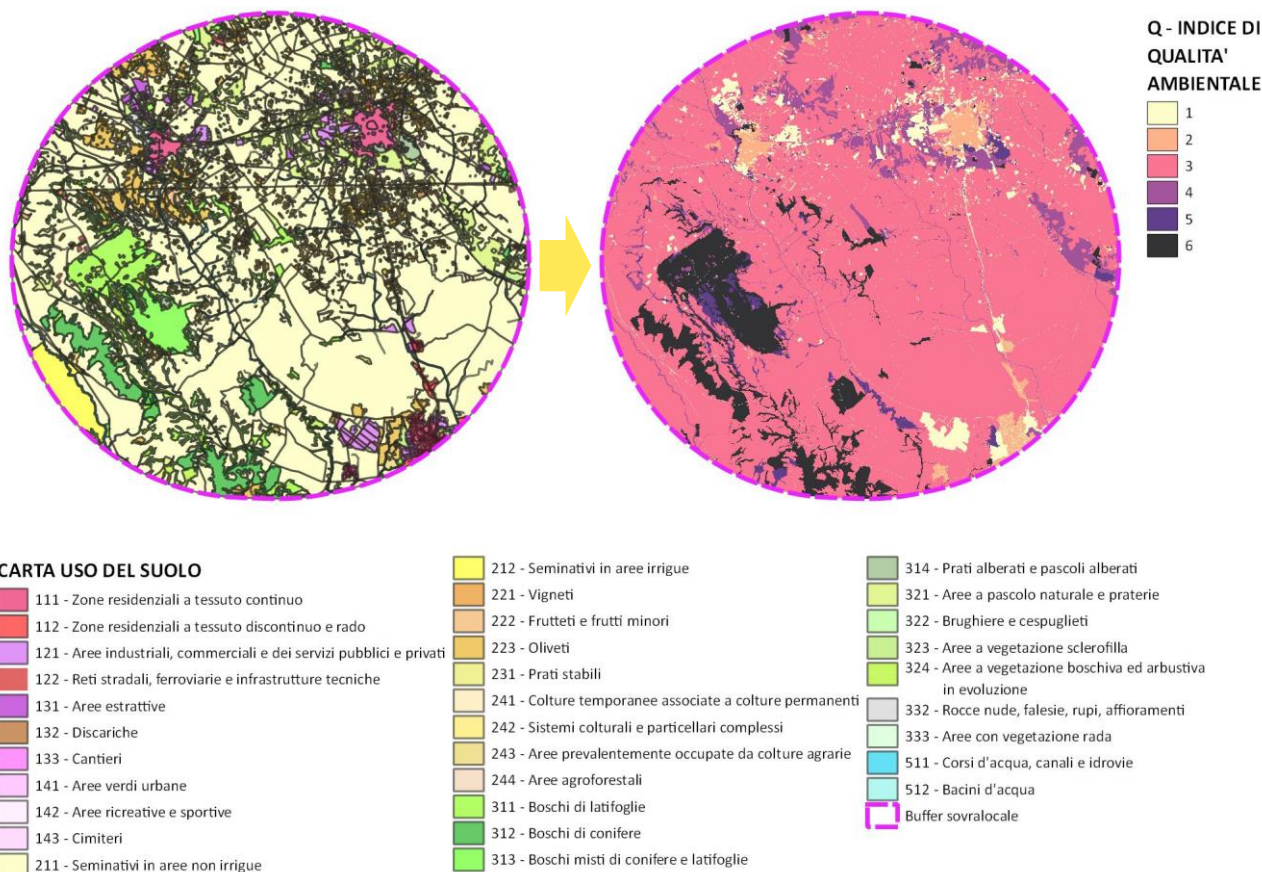 Q - INDICE DI
QUALITA'
AMBIENTALE
1
2
3
4
5
6
CARTA USO DEL SUOLO
111 - Zone residenziali a tessuto continuo
112 - Zone residenziali a tessuto discontinuo e rado
121 - Aree industriali, commerciali e dei servizi pubblici e privati
122 - Reti stradali, ferroviarie e infrastrutture tecniche
131 - Aree estrattive
132 - Discariche
133 - Cantieri
141 - Aree verdi urbane
142 - Aree ricreative e sportive
143 - Cimiteri
211 - Seminativi in aree non irrigue
212 - Seminativi in aree irrigue
221 - Vigneti
222 - Frutteti e frutti minori
223 - Oliveti
231 - Prati stabili
241 - Colture temporanee associate a colture permanenti
242 - Sistemi colturali e particellari complessi
243 - Aree prevalentemente occupate da colture agrarie
244 - Aree agroforestali
311 - Boschi di latifoglie
312 - Boschi di conifere
313 - Boschi misti di conifere e latifoglie
314 - Prati alberati e pascoli alberati
321 - Aree a pascolo naturale e praterie
322 - Brughiere e cespuglieti
323 - Aree a vegetazione sclerofilla
324 - Aree a vegetazione boschiva ed arbustiva
in evoluzione
332 - Rocce nude, falesie, rupi, affioramenti
333 - Aree con vegetazione rada
511 - Corsi d'acqua, canali e idrovie
512 - Bacini d'acqua
Buffer sovralocale